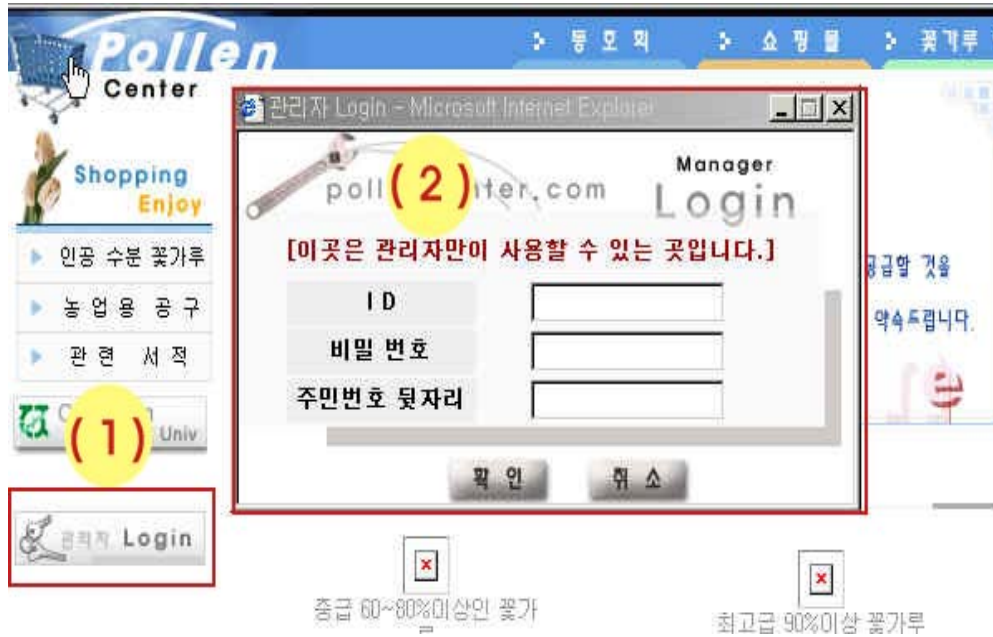 Pollen
Center
동호회
쇼핑몰
꽃가루
Shopping
Enjoy
인공 수분 꽃가루
농업용 공구
관련 서적
(1)
Univ
관리자 Login
관리자 Login - Microsoft Internet Explorer
(2)
Manager
Login
[이곳은 관리자만이 사용할 수 있는 곳입니다.]
ID
비밀 번호
주민번호 뒷자리
확인
취소
공급할 것을
약속드립니다.
중급 60~80%이상인 꽃가
최고급 90%이상 꽃가루